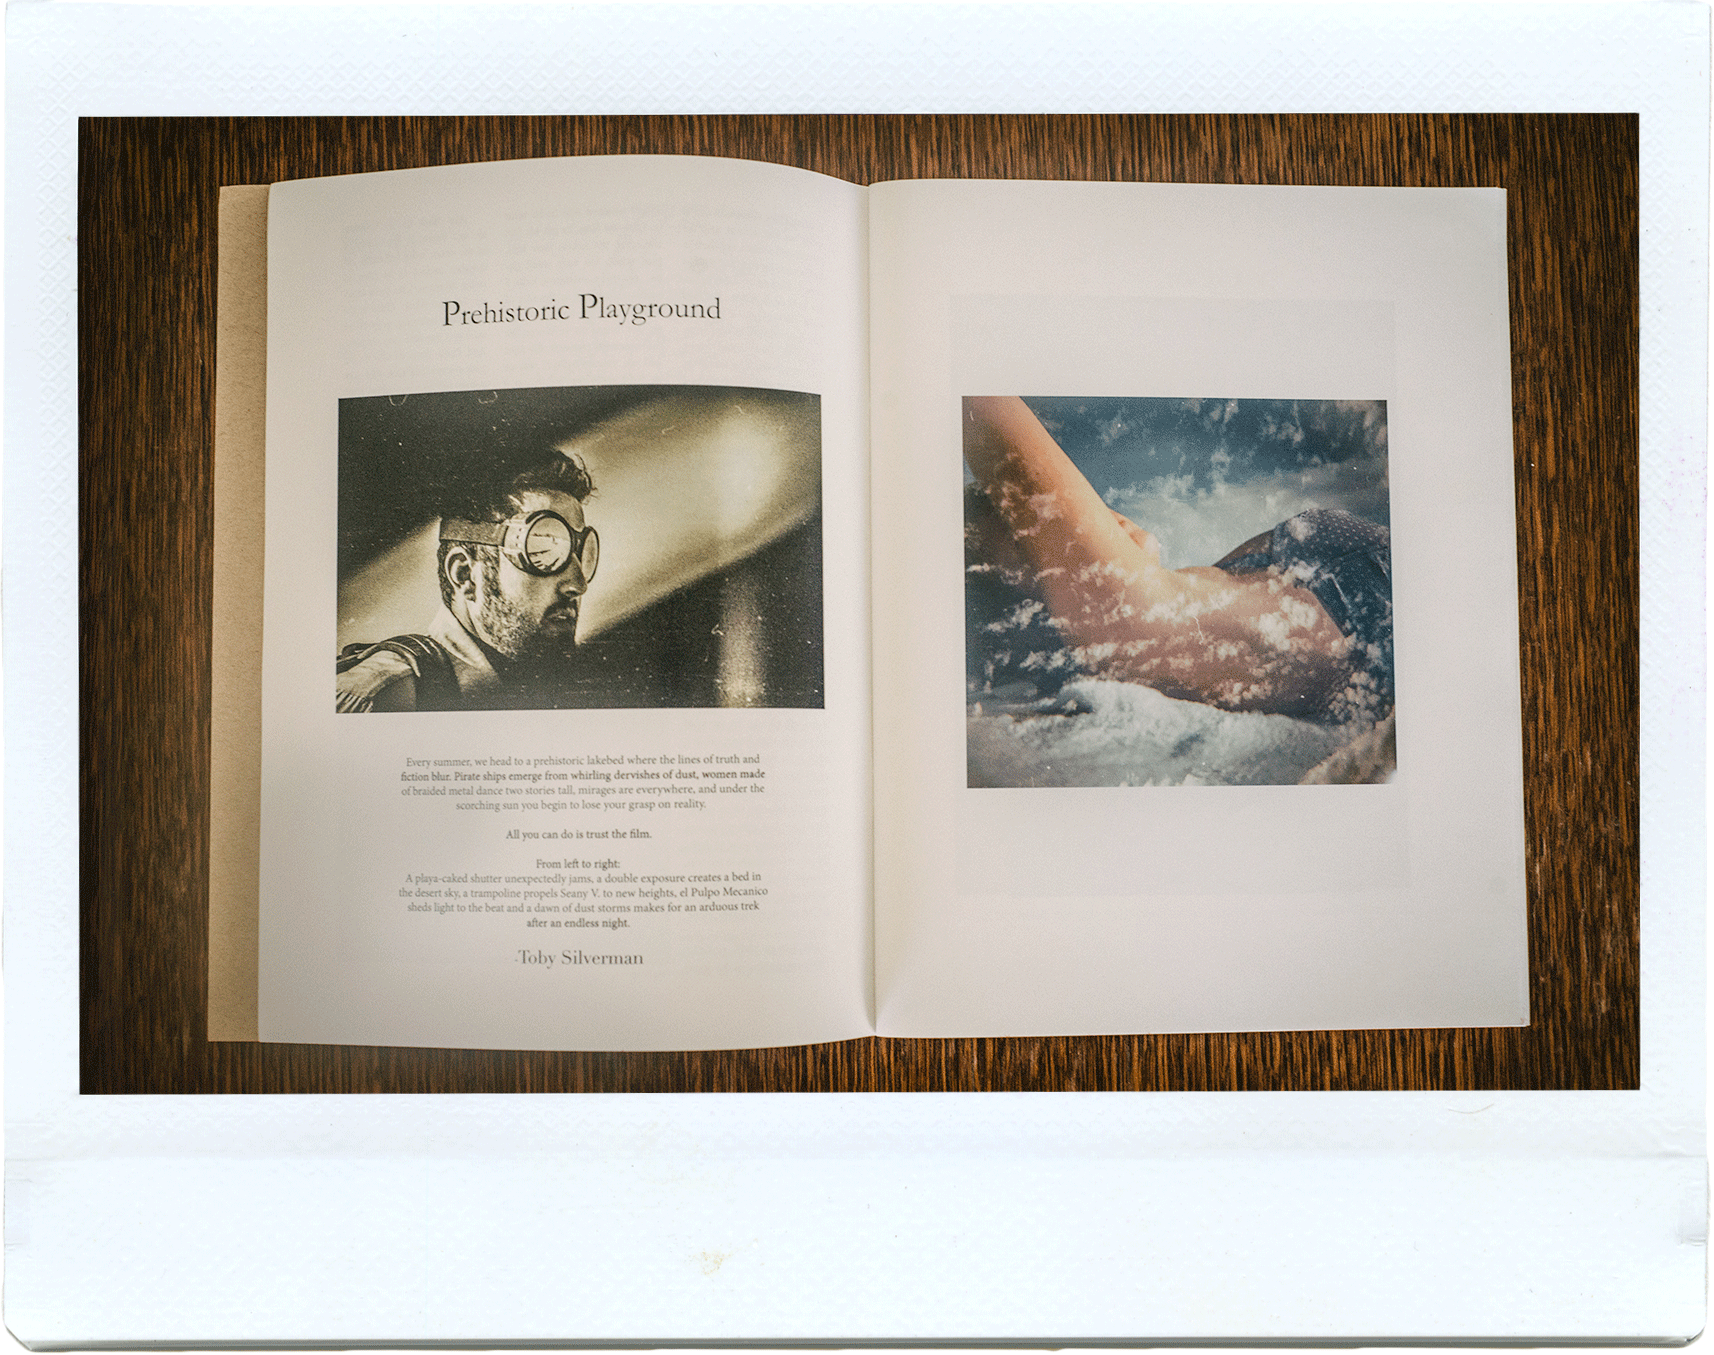 Prehistoric Playground
Every summer, we head to a prehistoric lakebed where the lines of truth and
fiction blur. Pirate ships emerge from whirling dervishes of dust, women made
of braided metal dance two stories tall, mirages are everywhere, and under the
scorching sun you begin to lose your grasp on reality.
All you can do is trust the film.
From left to right:
A playa-caked shutter unexpectedly jams, a double exposure creates a bed in
the desert sky, a trampoline propels Seany V. to new heights, el Pulpo Mecanico
sheds light to the beat and a dawn of dust storms makes for an arduous trek
after an endless night.
-Toby Silverman